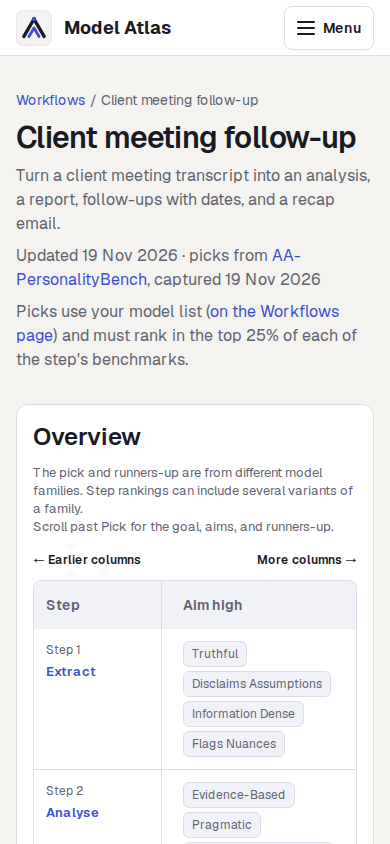 Model Atlas
Menu
Workflows / Client meeting follow-up
Client meeting follow-up
Turn a client meeting transcript into an analysis,
a report, follow-ups with dates, and a recap
email.
Updated 19 Nov 2026 · picks from AA-
PersonalityBench, captured 19 Nov 2026
Picks use your model list (on the Workflows
page) and must rank in the top 25% of each of
the step's benchmarks.
Overview
The pick and runners-up are from different model
families. Step rankings can include several variants of
a family.
Scroll past Pick for the goal, aims, and runners-up.
← Earlier columns
More columns →
Step
Aim high
Step 1
Extract
Truthful
Disclaims Assumptions
Information Dense
Flags Nuances
Step 2
Analyse
Evidence-Based
Pragmatic